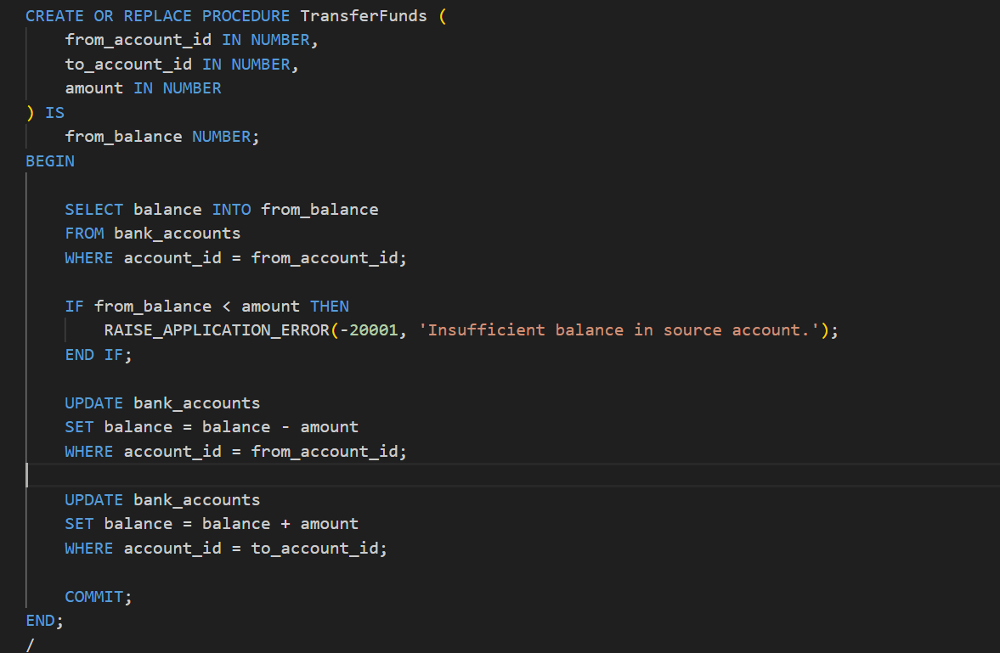 CREATE OR REPLACE PROCEDURE TransferFunds (
    from_account_id IN NUMBER,
    to_account_id IN NUMBER,
    amount IN NUMBER
) IS
    from_balance NUMBER;
BEGIN

    SELECT balance INTO from_balance
    FROM bank_accounts
    WHERE account_id = from_account_id;

    IF from_balance < amount THEN
        RAISE_APPLICATION_ERROR(-20001, 'Insufficient balance in source account.');
    END IF;

    UPDATE bank_accounts
    SET balance = balance - amount
    WHERE account_id = from_account_id;

    UPDATE bank_accounts
    SET balance = balance + amount
    WHERE account_id = to_account_id;

    COMMIT;
END;
/